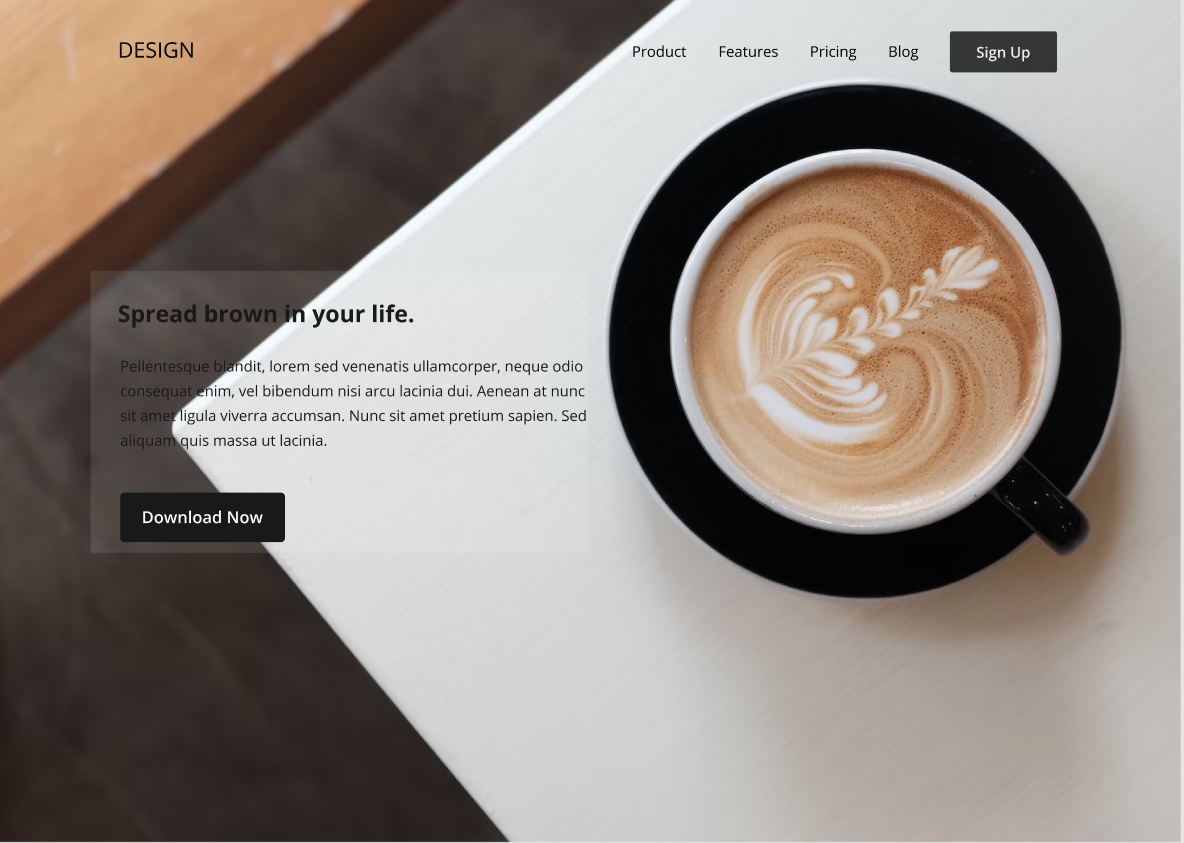 DESIGN
Product Features Pricing Blog Sign Up
Spread brown in your life.
Pellentesque blandit, lorem sed venenatis ullamcorper, neque odio
consequat enim, vel bibendum nisi arcu lacinia dui. Aenean at nunc
sit amet ligula viverra accumsan. Nunc sit amet pretium sapien. Sed
aliquam quis massa ut lacinia.
Download Now